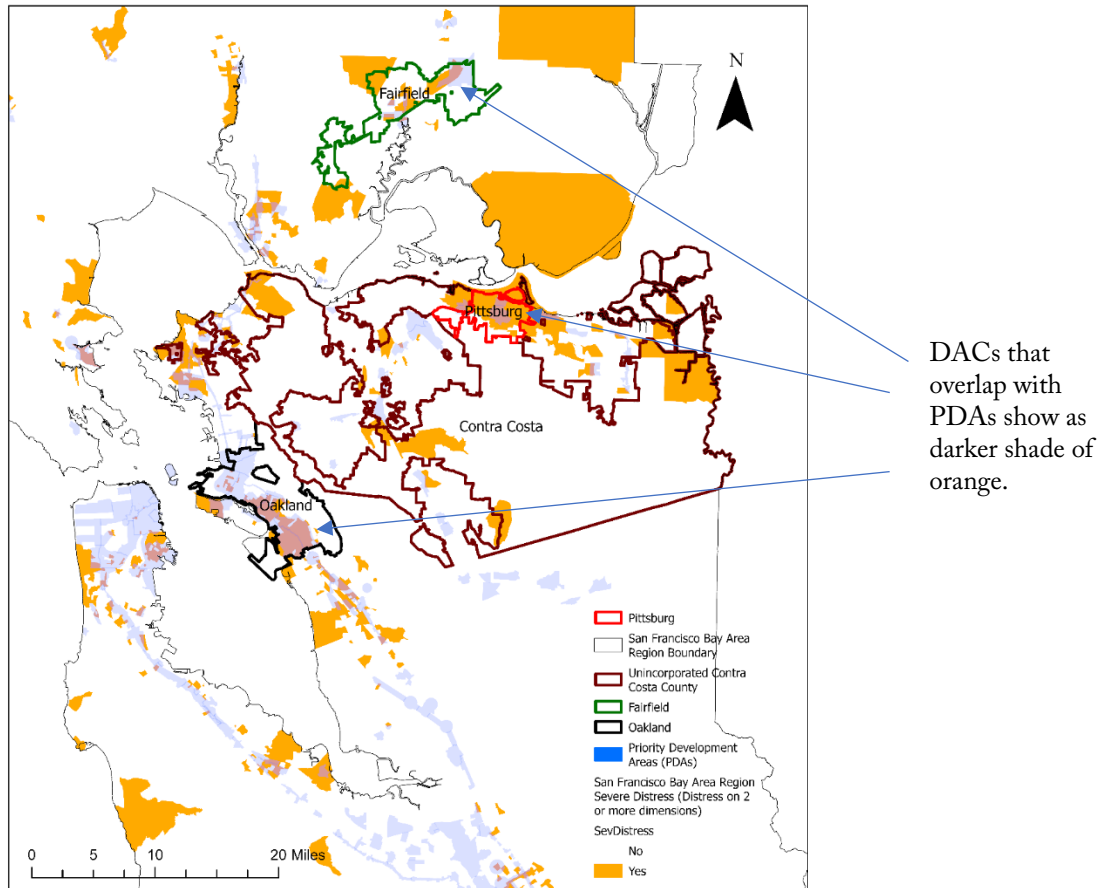 N
Fairfield
Pittsburg
Contra Costa
Oakland
DACs that
overlap with
PDAs show as
darker shade of
orange.
Pittsburg
San Francisco Bay Area
Region Boundary
Unincorporated Contra
Costa County
Fairfield
Oakland
Priority Development
Areas (PDAs)
San Francisco Bay Area Region
Severe Distress (Distress on 2
or more dimensions)
SevDistress
No
Yes
0 5 10 20 Miles